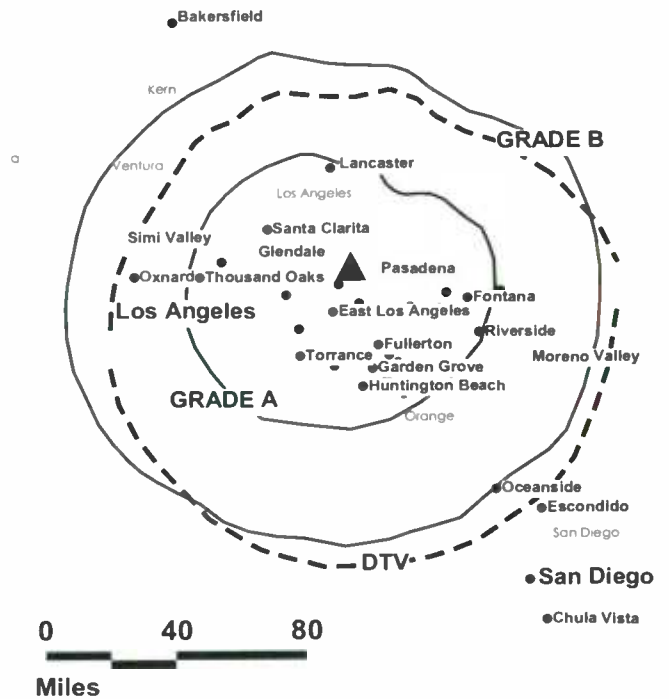 Bakersfield
Kern
GRADE B
a
Ventura
Lancaster
Los Angeles
Santa Clarita
Simi Valley
Glendale
Pasadena
Oxnard
Thousand Oaks
Fontana
Los Angeles
East Los Angeles
Riverside
Fullerton
Torrance
Moreno Valley
Garden Grove
Huntington Beach
GRADE A
Orange
Oceanside
Escondido
San Diego
DTV
San Diego
Chula Vista
0 40 80
Miles